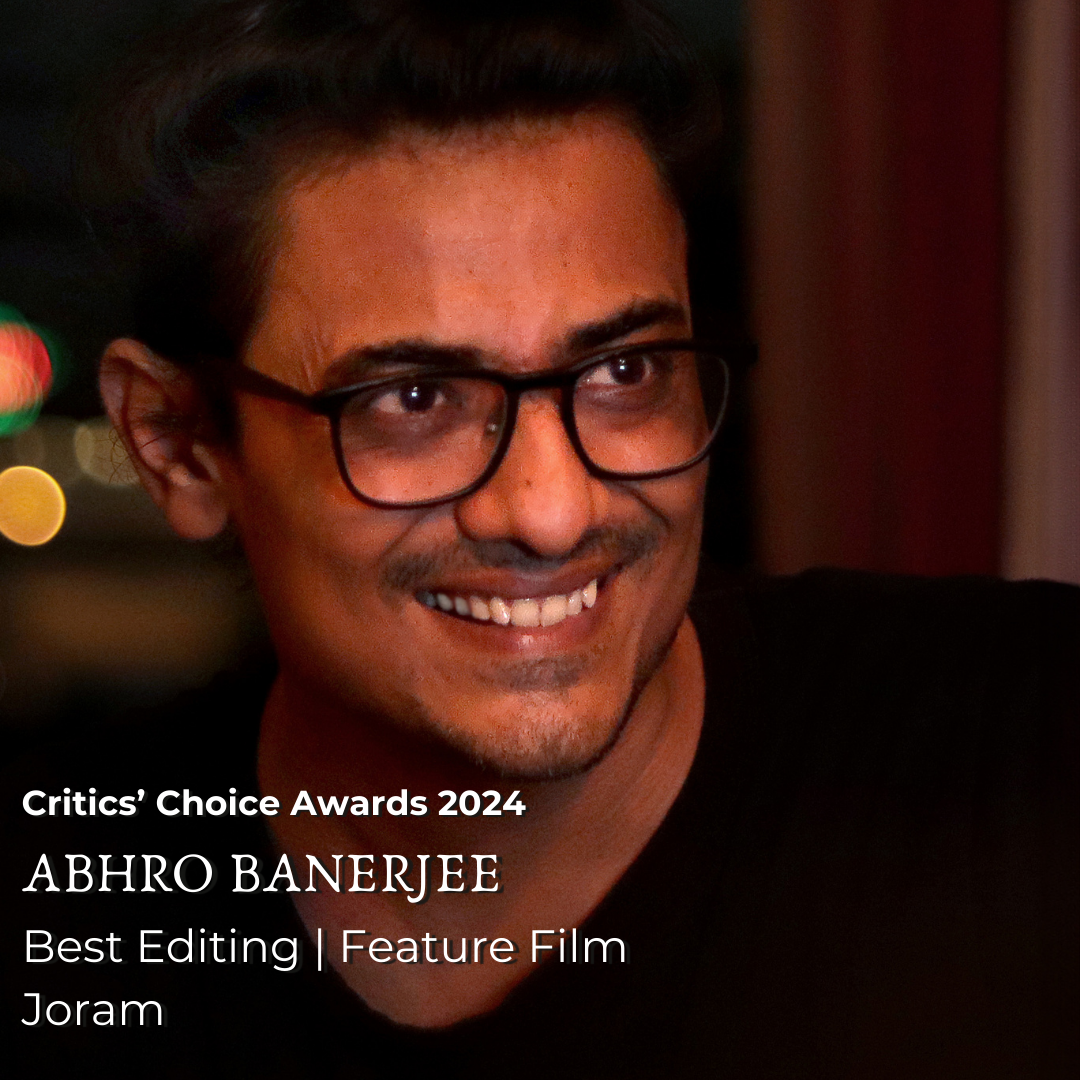 Critics’ Choice Awards 2024
ABHRO BANERJEE
Best Editing | Feature Film
Joram